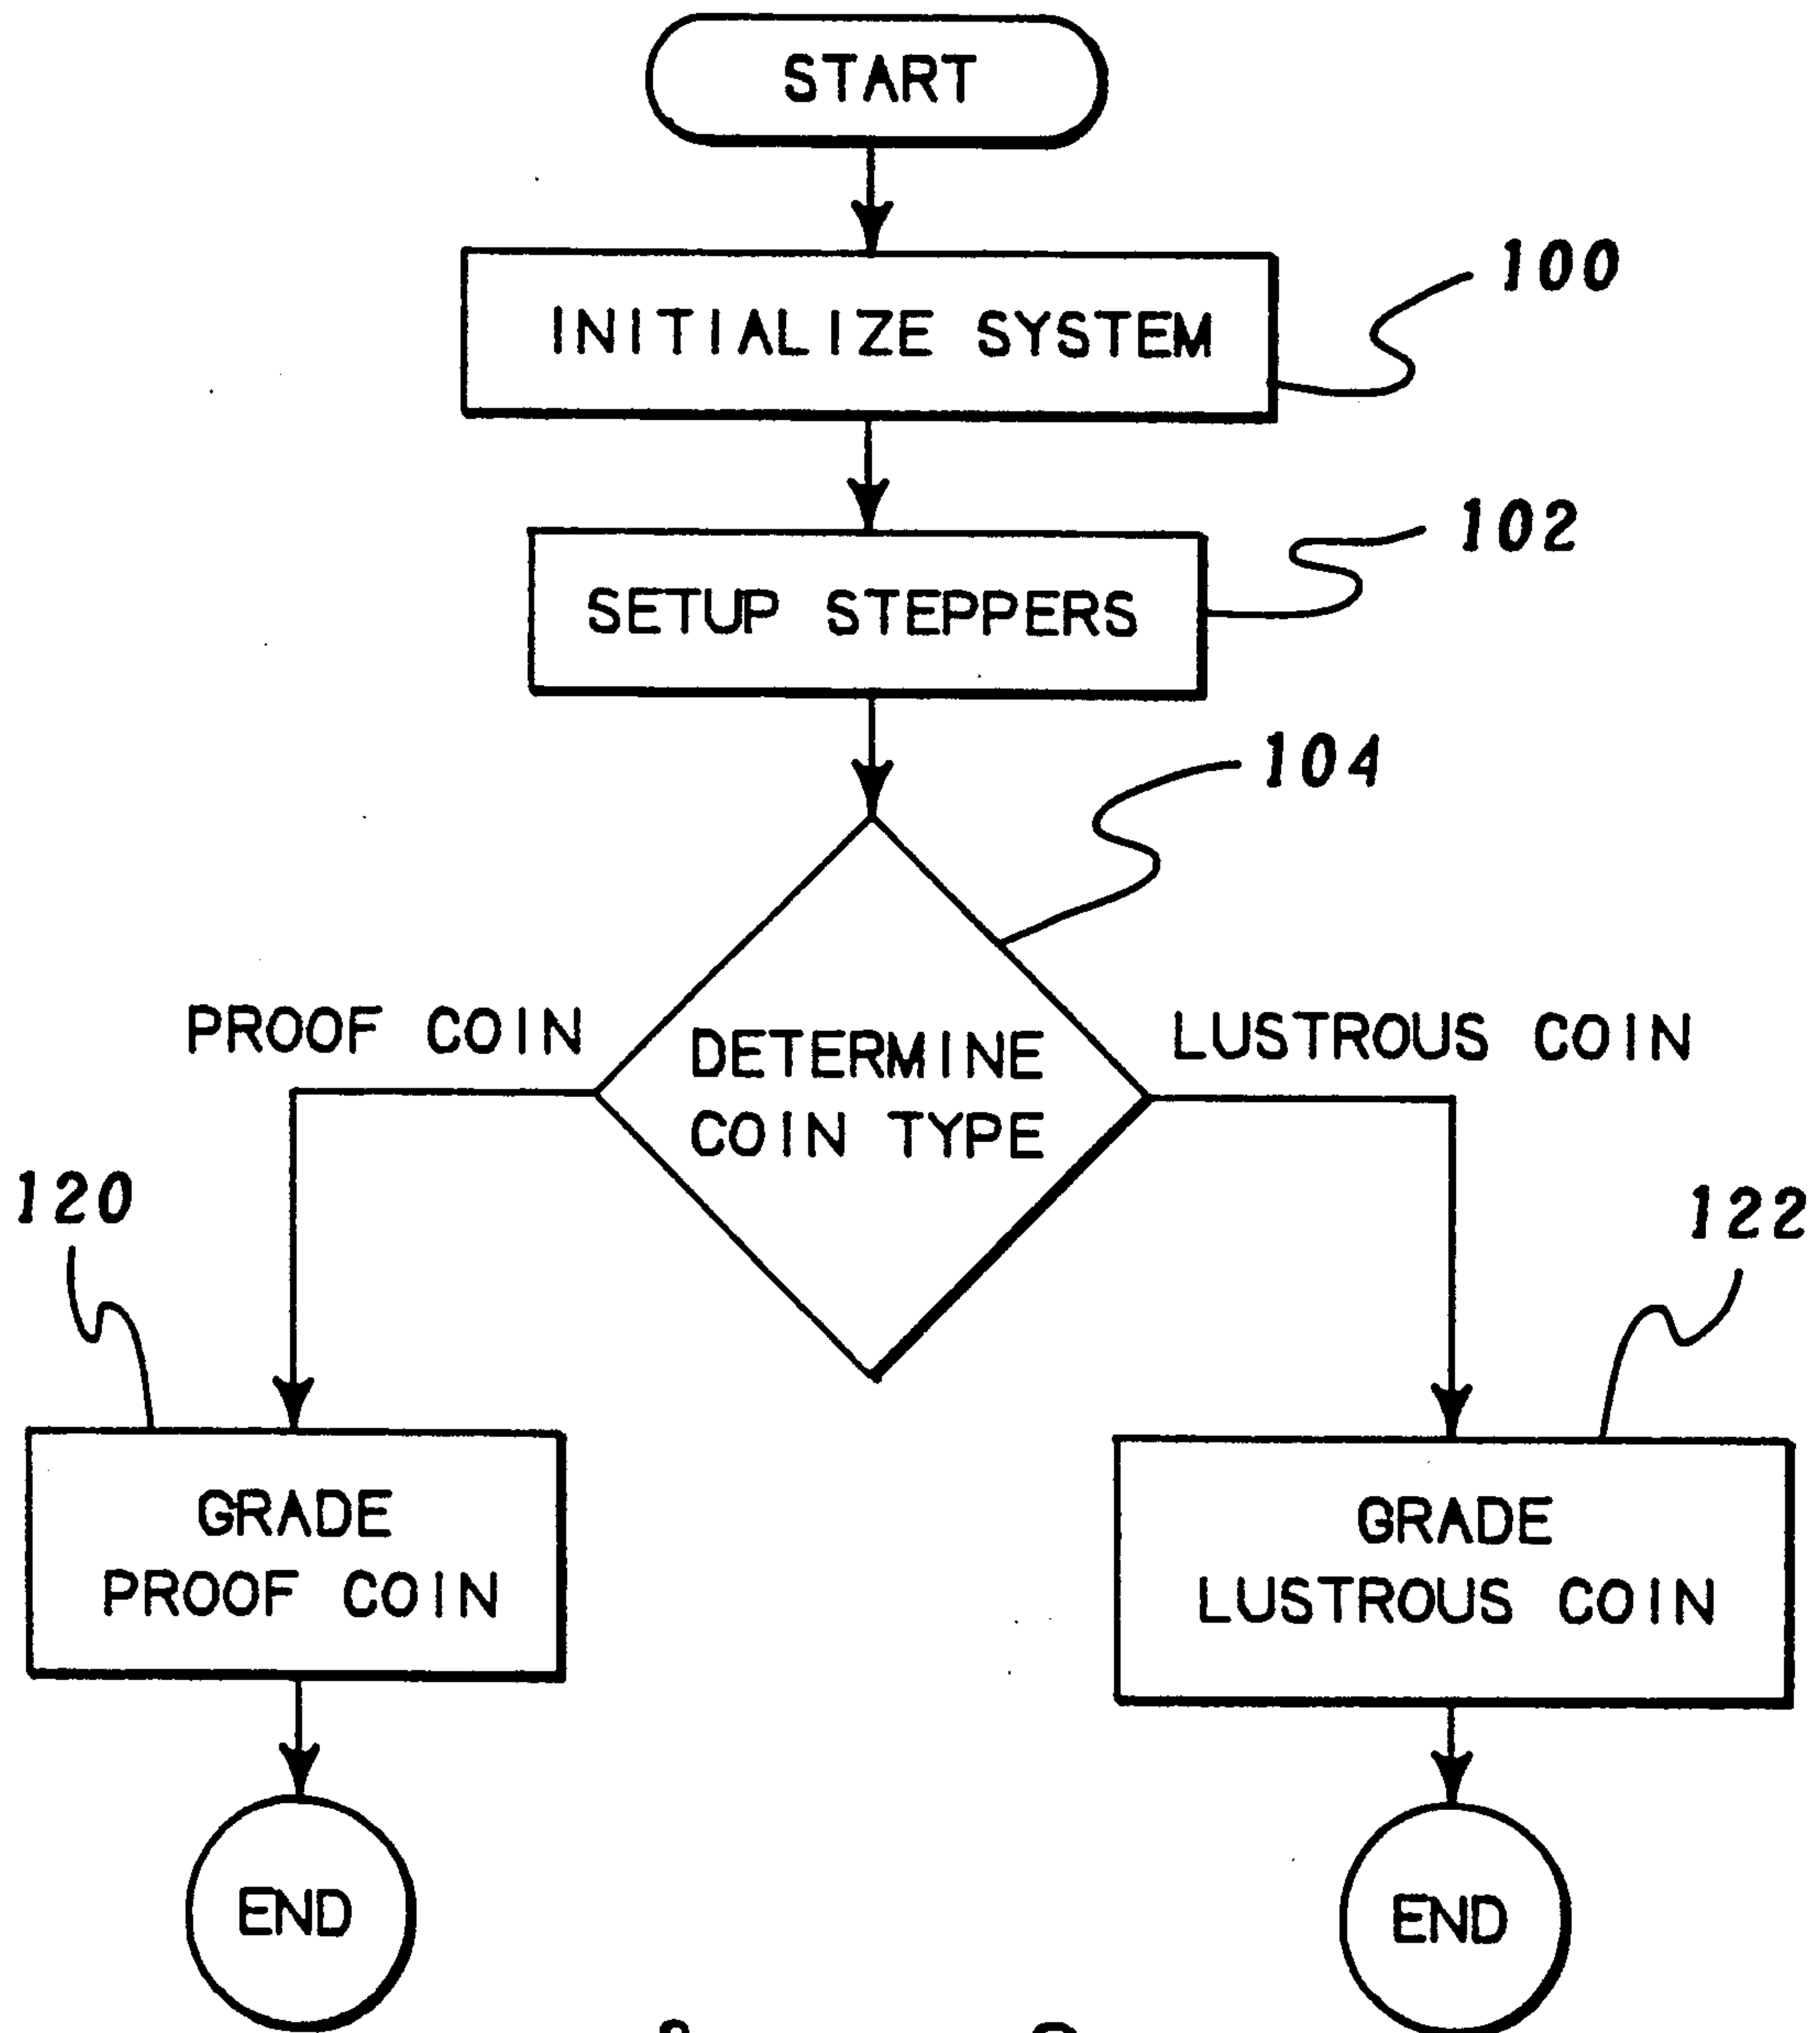 START
INITIALIZE SYSTEM
100
SETUP STEPPERS
102
104
PROOF COIN
DETERMINE
COIN TYPE
LUSTROUS COIN
120
122
GRADE
PROOF COIN
GRADE
LUSTROUS COIN
END
END